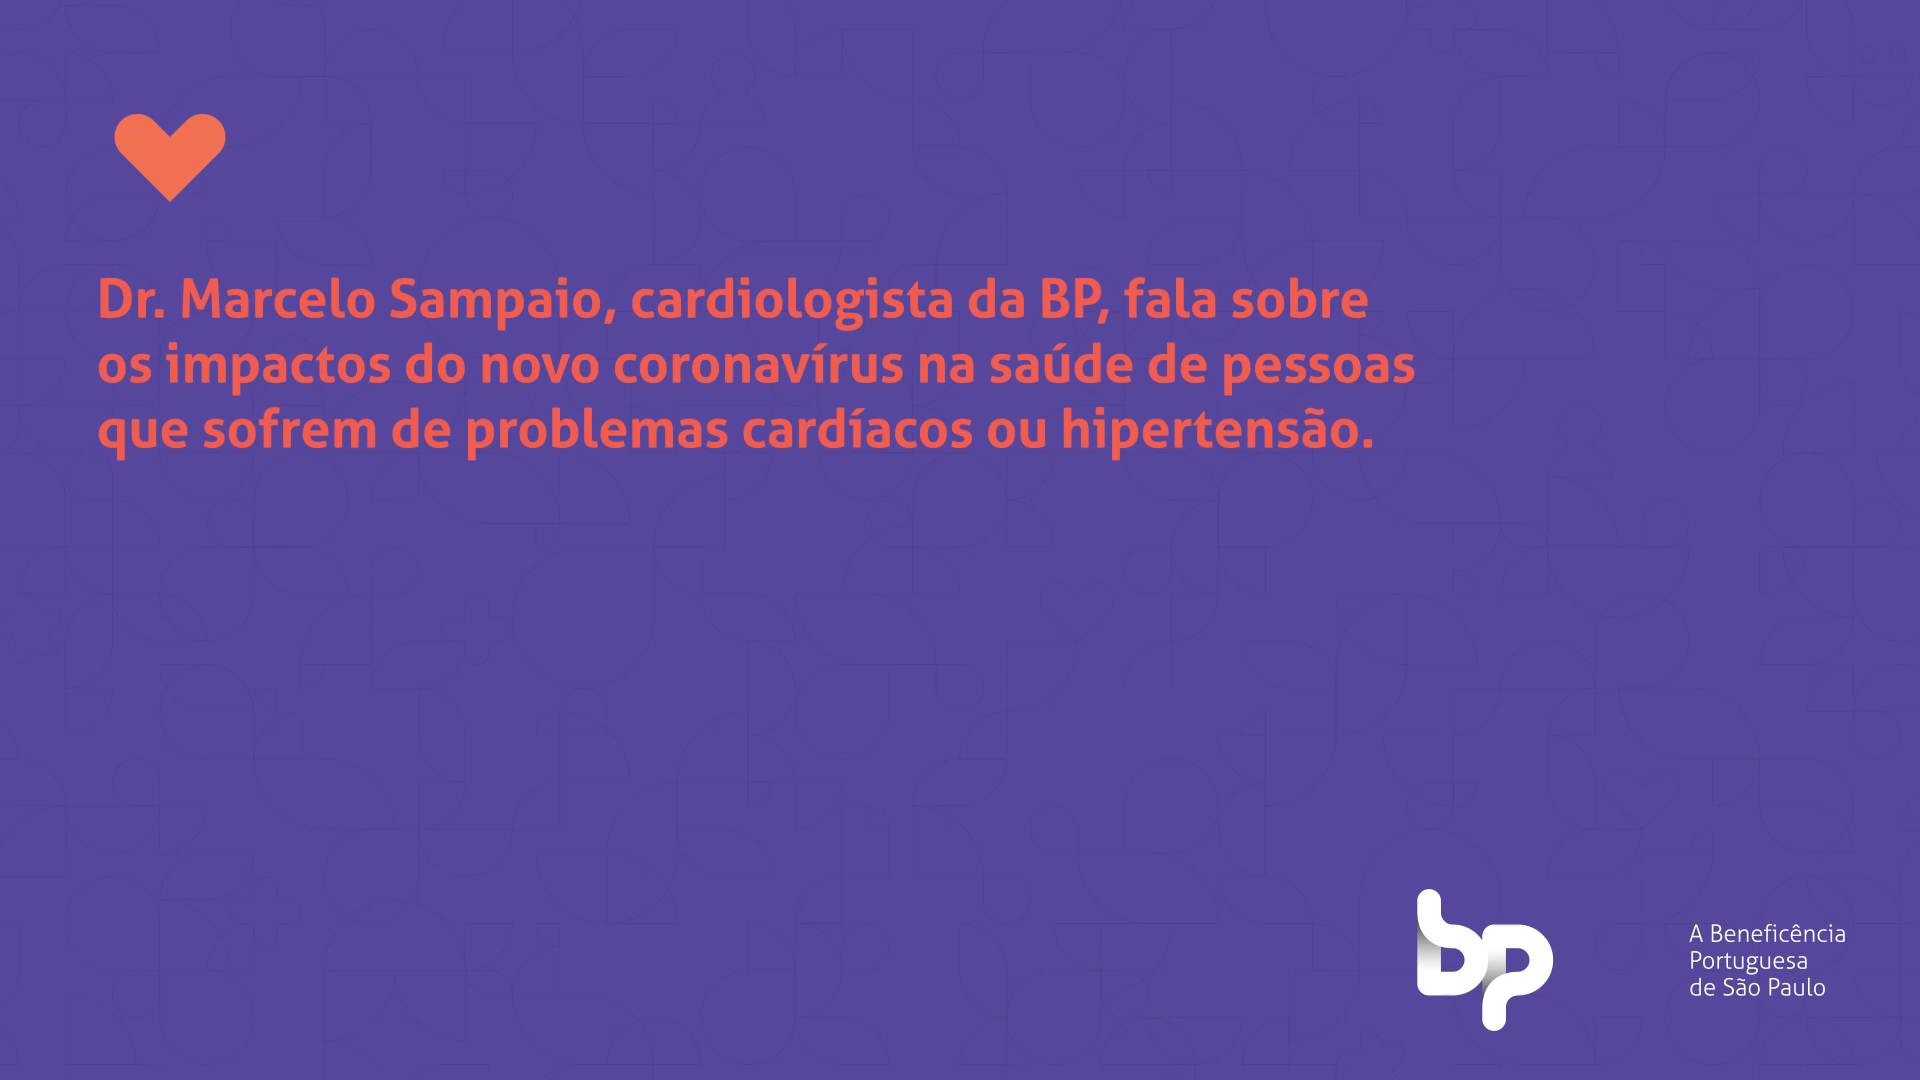 Dr. Marcelo Sampaio, cardiologista da BP, fala sobre
os impactos do novo coronavírus na saúde de pessoas
que sofrem de problemas cardíacos ou hipertensão.
bp
A Beneficência
Portuguesa
de São Paulo